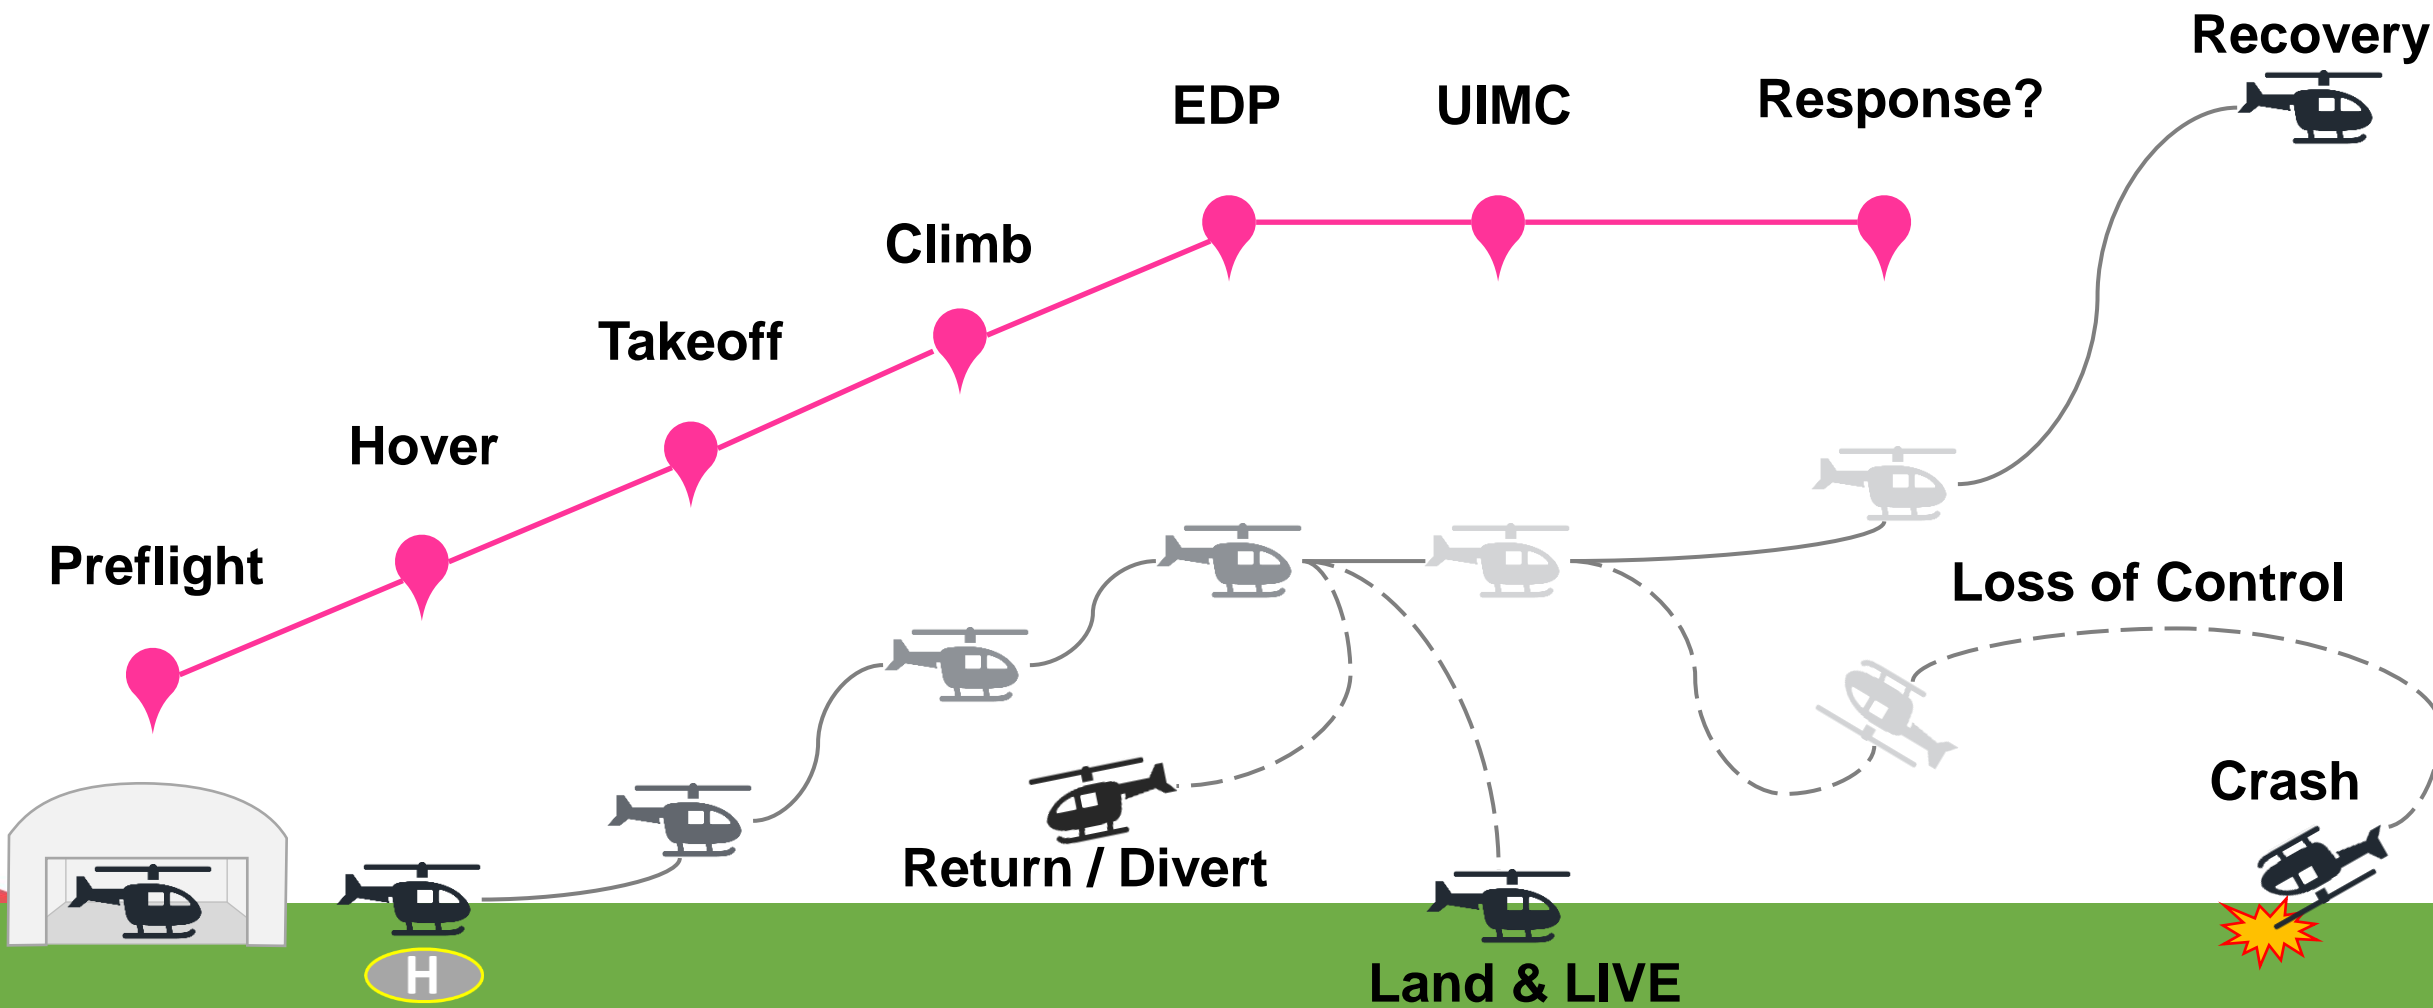 Recovery
EDP
UIMC
Response?
Climb
Takeoff
Hover
Preflight
Loss of Control
Crash
Return / Divert
H
Land & LIVE